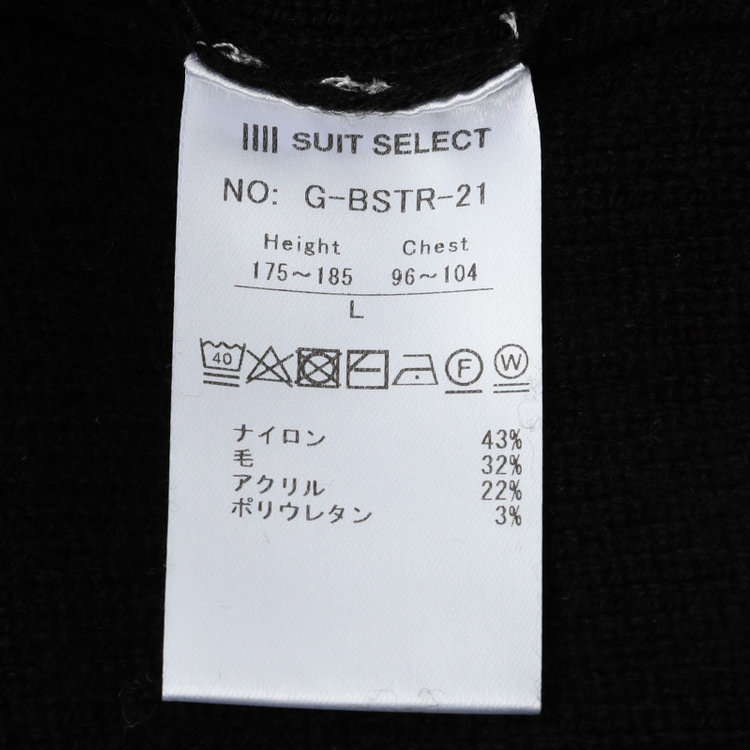 SUIT SELECT
NO: G-BSTR-21
Height Chest
175～185 96～104
L
40 F W
ナイロン 43%
毛 32%
アクリル 22%
ポリウレタン 3%